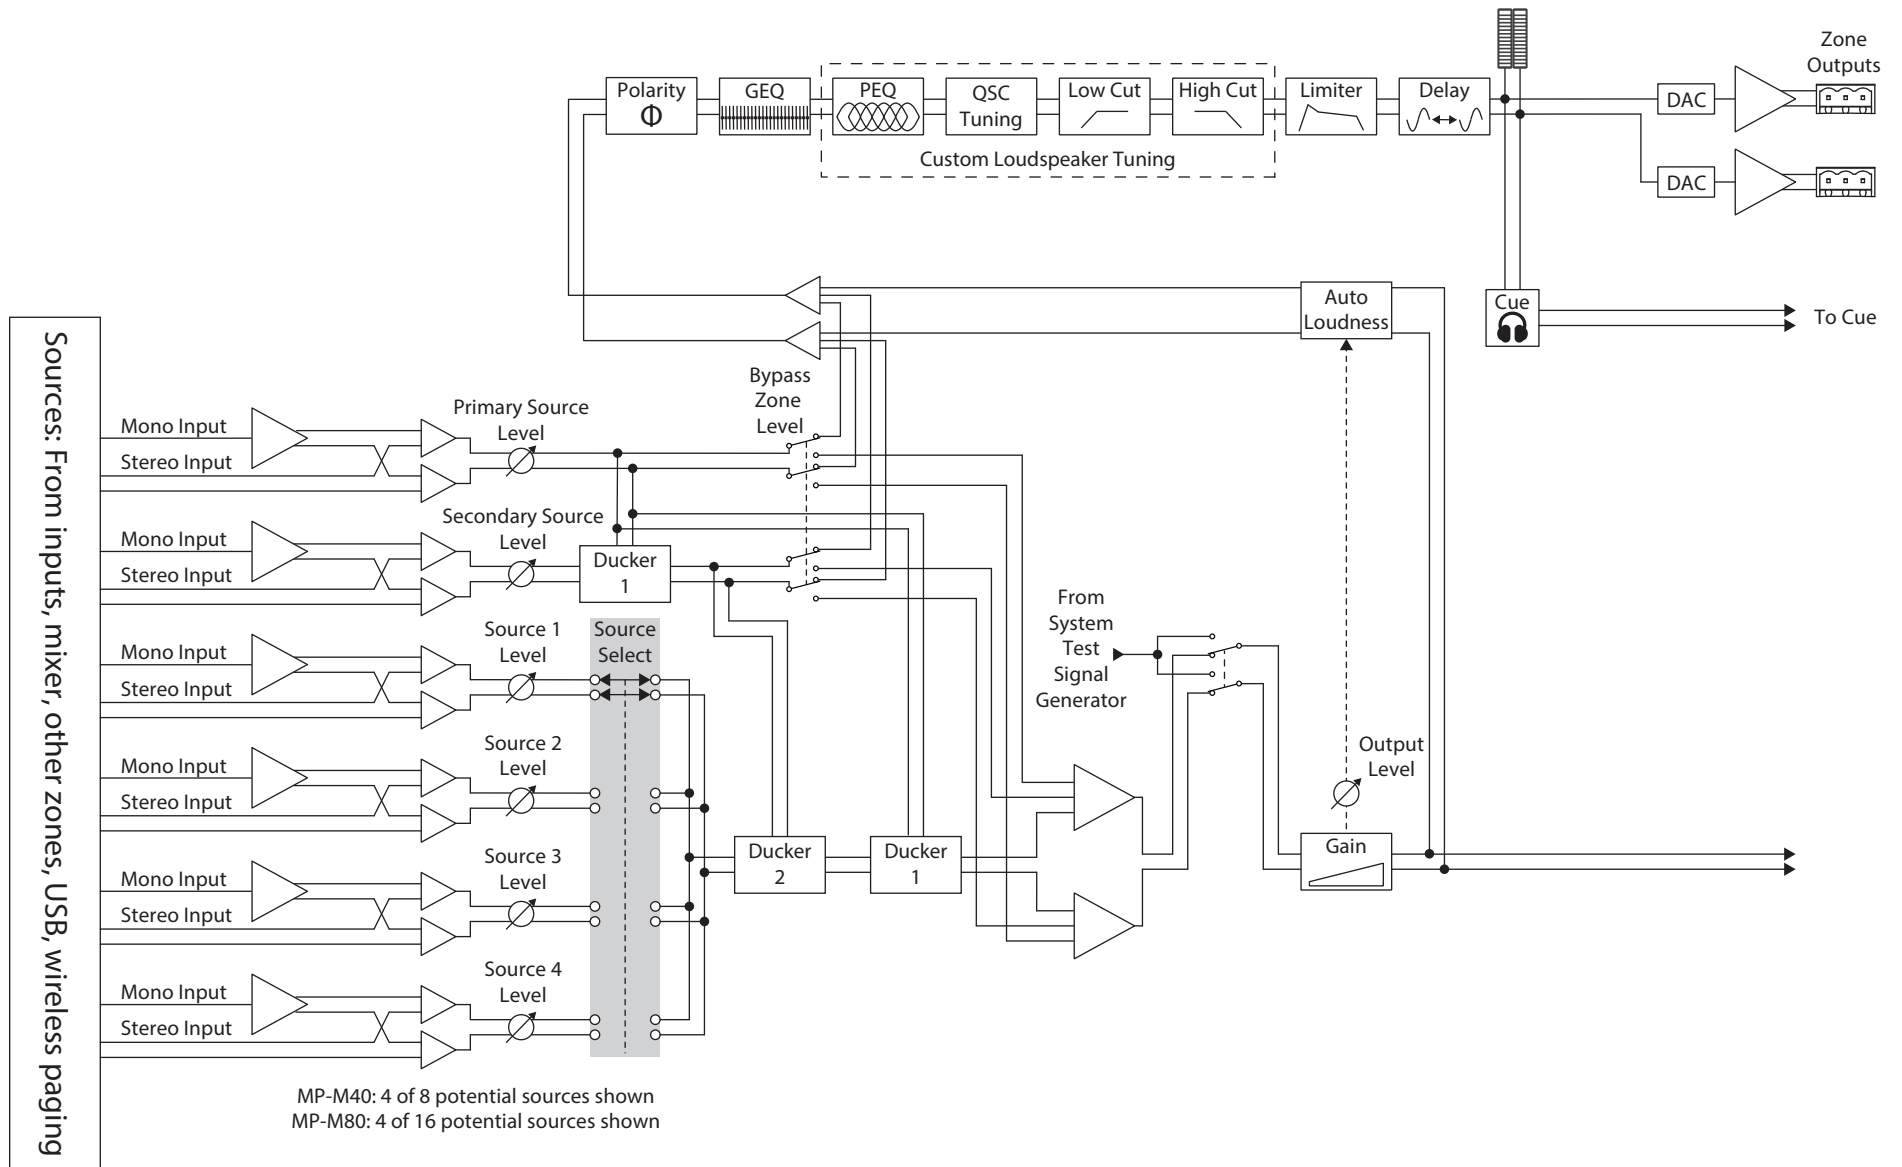 Zone
Outputs
Polarity
Φ
GEQ
PEQ
QSC
Tuning
Low Cut
High Cut
Limiter
Delay
DAC
Custom Loudspeaker Tuning
DAC
Auto
Loudness
Cue
To Cue
Sources: From inputs, mixer, other zones, USB, wireless paging
Bypass
Zone
Level
Primary Source
Level
Mono Input
Stereo Input
Secondary Source
Level
Mono Input
Stereo Input
Ducker
1
From
System
Test
Signal
Generator
Source 1
Level
Source
Select
Mono Input
Stereo Input
Source 2
Level
Mono Input
Stereo Input
Output
Level
Source 3
Level
Mono Input
Stereo Input
Ducker
2
Ducker
1
Gain
Source 4
Level
Mono Input
Stereo Input
MP-M40: 4 of 8 potential sources shown
MP-M80: 4 of 16 potential sources shown